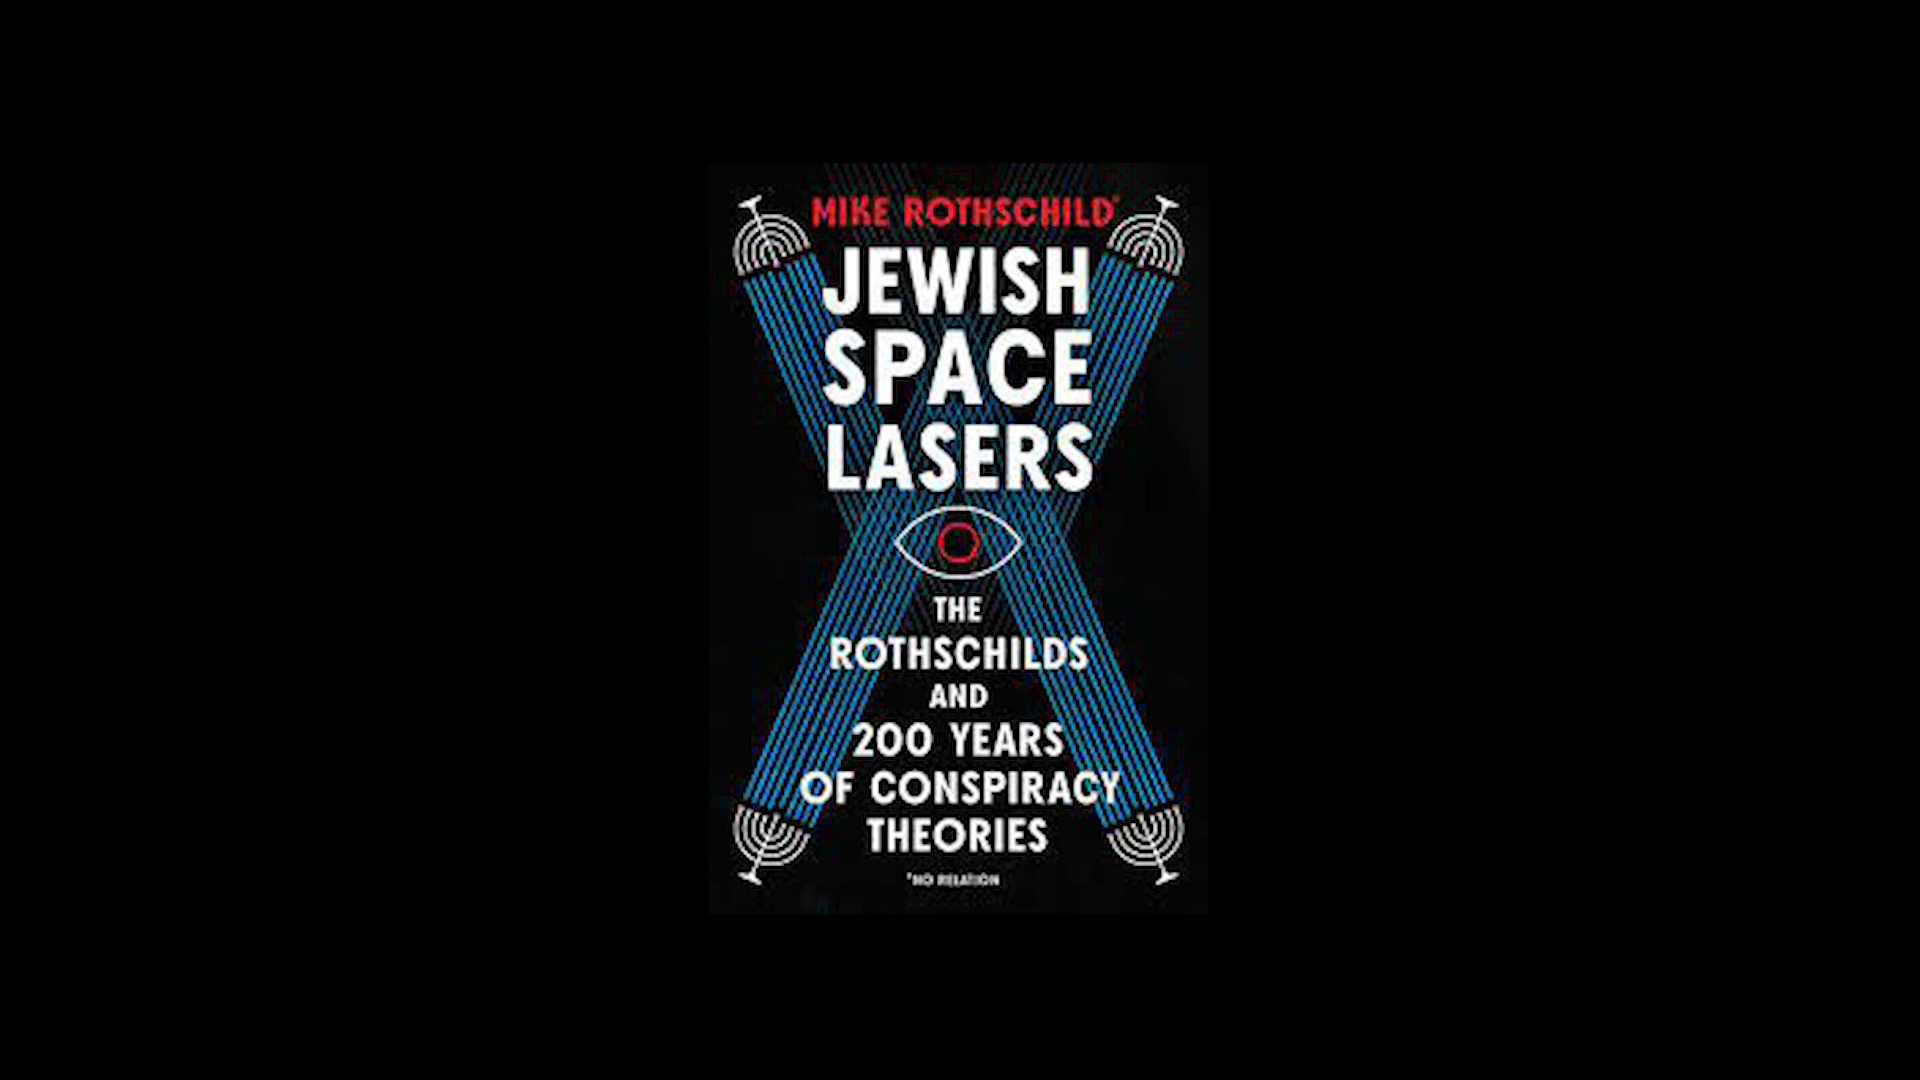 MIKE ROTHSCHILD*
JEWISH
SPACE
LASERS
THE
ROTHSCHILDS
AND
200 YEARS
OF CONSPIRACY
THEORIES
*NO RELATION